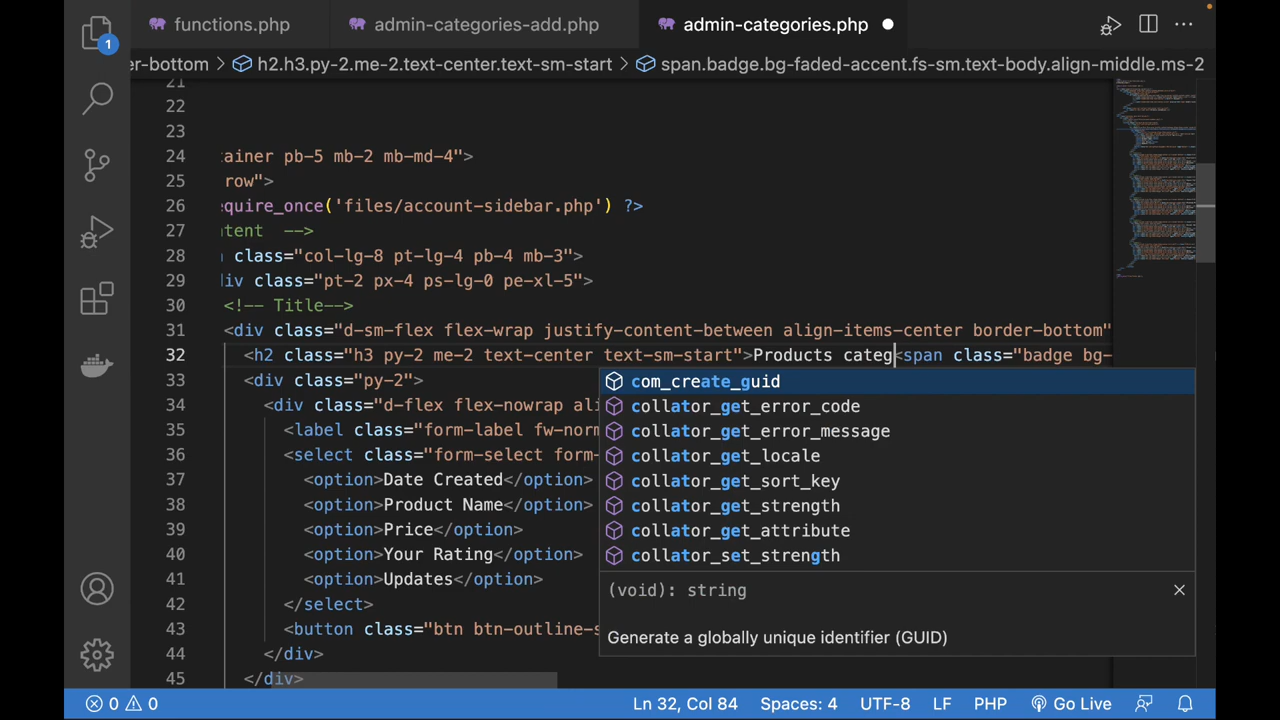 functions.php admin-categories-add.php admin-categories.php
1
er-bottom h2.h3.py-2.me-2.text-center.text-sm-start span.badge.bg-faded-accent.fs-sm.text-body.align-middle.ms-2
21
22
23
24 ainer pb-5 mb-2 mb-md-4">
25 row">
26 equire_once('files/account-sidebar.php') ?>
27 tent -->
28 class="col-lg-8 pt-lg-4 pb-4 mb-3">
29 div class="pt-2 px-4 ps-lg-0 pe-xl-5">
30 <!-- Title-->
31 <div class="d-sm-flex flex-wrap justify-content-between align-items-center border-bottom"
32 <h2 class="h3 py-2 me-2 text-center text-sm-start">Products categ<span class="badge bg-
33 <div class="py-2">
34 <div class="d-flex flex-nowrap ali
35 <label class="form-label fw-norm
36 <select class="form-select form-
37 <option>Date Created</option>
38 <option>Product Name</option>
39 <option>Price</option>
40 <option>Your Rating</option>
41 <option>Updates</option>
42 </select>
43 <button class="btn btn-outline-s
44 </div>
45 </div>
com_create_guid
collator_get_error_code
collator_get_error_message
collator_get_locale
collator_get_sort_key
collator_get_strength
collator_get_attribute
collator_set_strength
(void): string
Generate a globally unique identifier (GUID)
0 0 Ln 32, Col 84 Spaces: 4 UTF-8 LF PHP Go Live